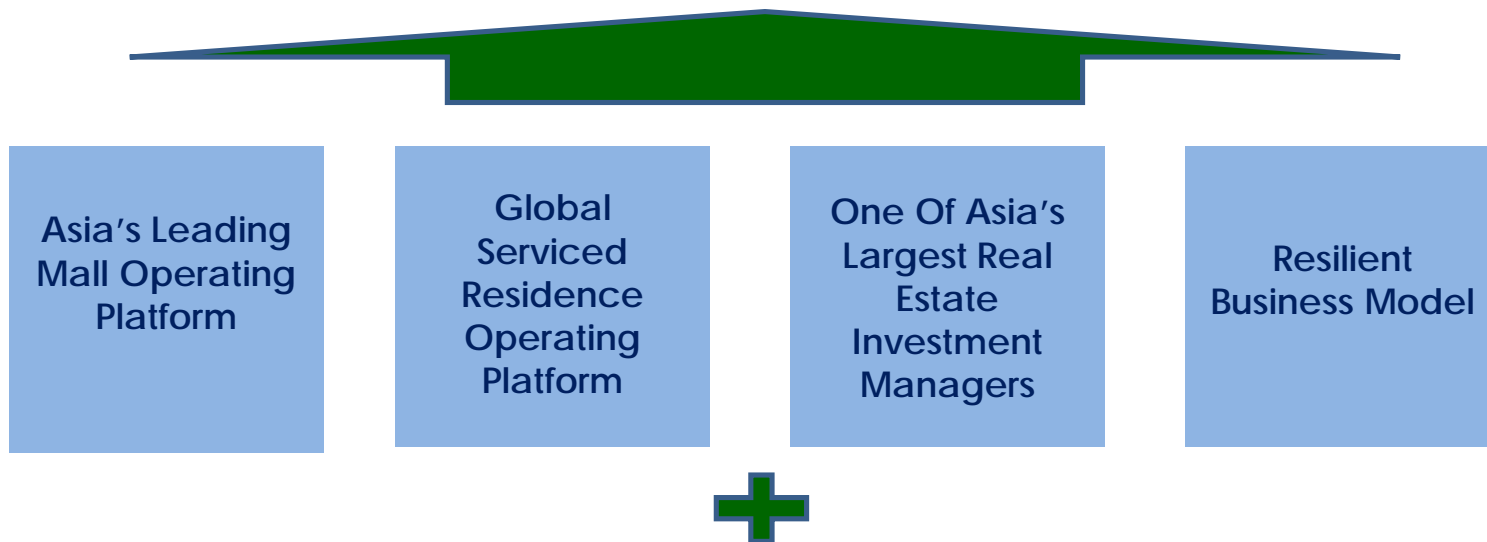 Asia's Leading
Mall Operating
Platform
Global
Serviced
Residence
Operating
Platform
One Of Asia's
Largest Real
Estate
Investment
Managers
Resilient
Business Model